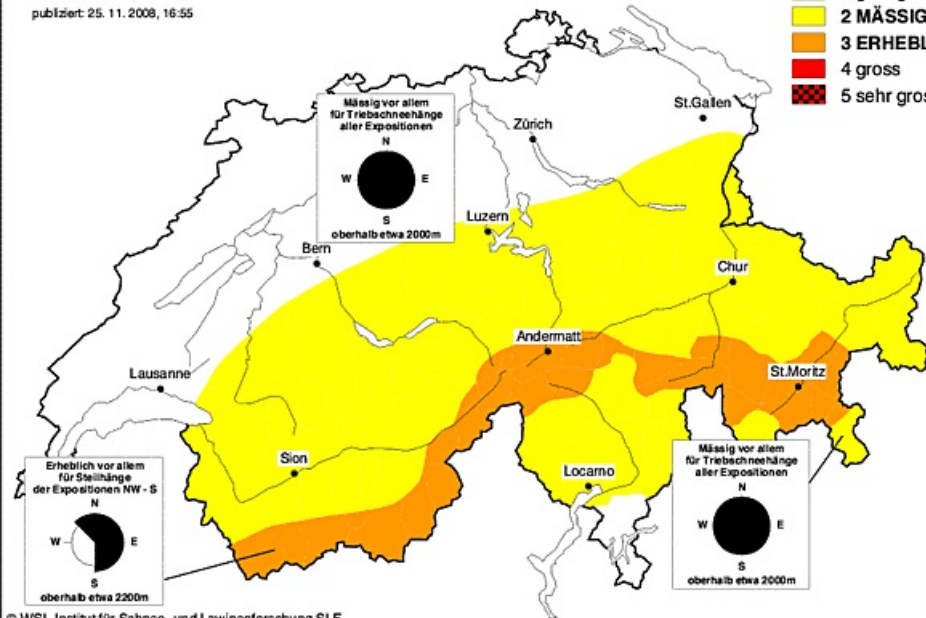 publiziert: 25. 11. 2008, 16:55
2 MÄSSIG
3 ERHEBL
4 gross
5 sehr gros
Mässig vor allem
für Triebschneehänge
aller Expositionen
N
W E
S
oberhalb etwa 2000m
St.Gallen
Zürich
Luzern
Bern
Chur
Andermatt
Lausanne
St.Moritz
Sion
Locarno
Erheblich vor allem
für Steilhänge
der Expositionen NW - S
N
W E
S
oberhalb etwa 2200m
Mässig vor allem
für Triebschneehänge
aller Expositionen
N
W E
S
oberhalb etwa 2000m
© WSL Institut für Schnee- und Lawinenforschung SLF